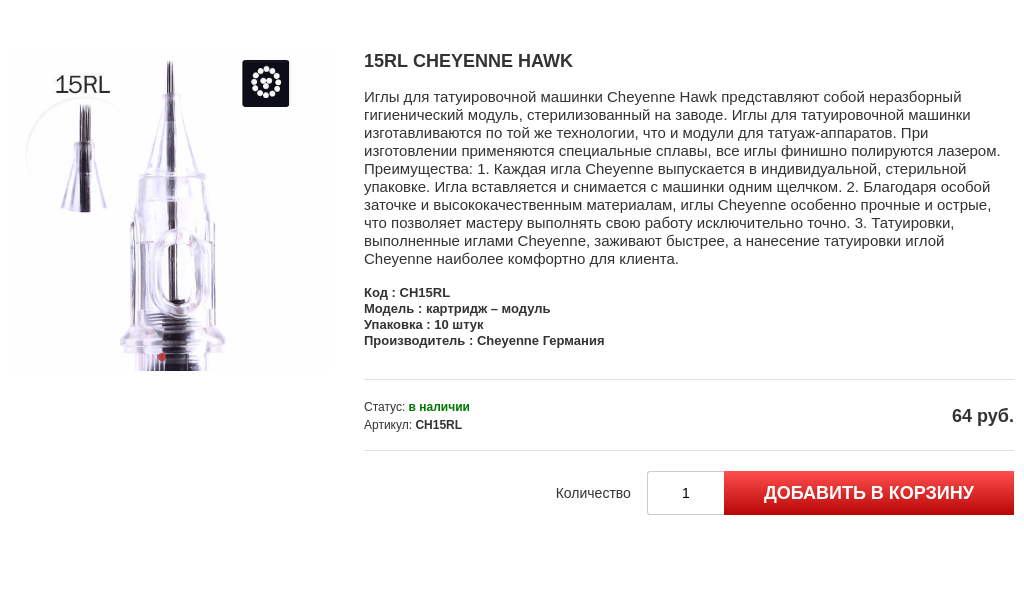 15RL
15RL CHEYENNE HAWK
Иглы для татуировочной машинки Cheyenne Hawk представляют собой неразборный
гигиенический модуль, стерилизованный на заводе. Иглы для татуировочной машинки
изготавливаются по той же технологии, что и модули для татуаж-аппаратов. При
изготовлении применяются специальные сплавы, все иглы финишно полируются лазером.
Преимущества: 1. Каждая игла Cheyenne выпускается в индивидуальной, стерильной
упаковке. Игла вставляется и снимается с машинки одним щелчком. 2. Благодаря особой
заточке и высококачественным материалам, иглы Cheyenne особенно прочные и острые,
что позволяет мастеру выполнять свою работу исключительно точно. 3. Татуировки,
выполненные иглами Cheyenne, заживают быстрее, а нанесение татуировки иглой
Cheyenne наиболее комфортно для клиента.
Код : CH15RL
Модель : картридж – модуль
Упаковка : 10 штук
Производитель : Cheyenne Германия
Статус: в наличии
Артикул: CH15RL
64 руб.
Количество 1 ДОБАВИТЬ В КОРЗИНУ